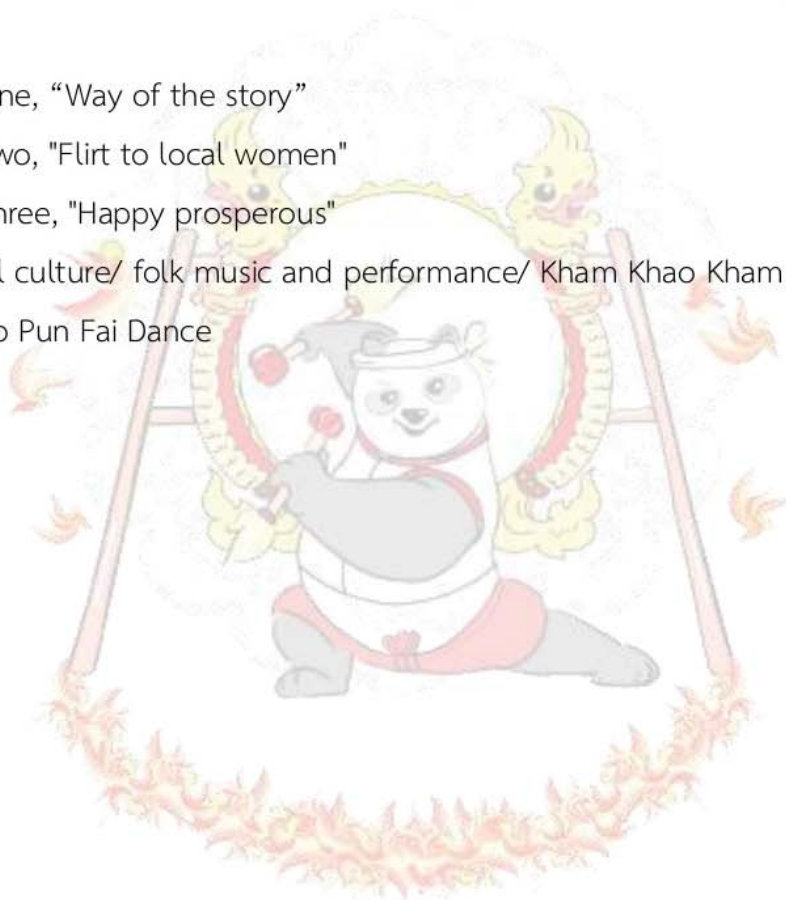 ne, “Way of the story”
wo, "Flirt to local women"
hree, "Happy prosperous"
l culture/ folk music and performance/ Kham Khao Kham
o Pun Fai Dance